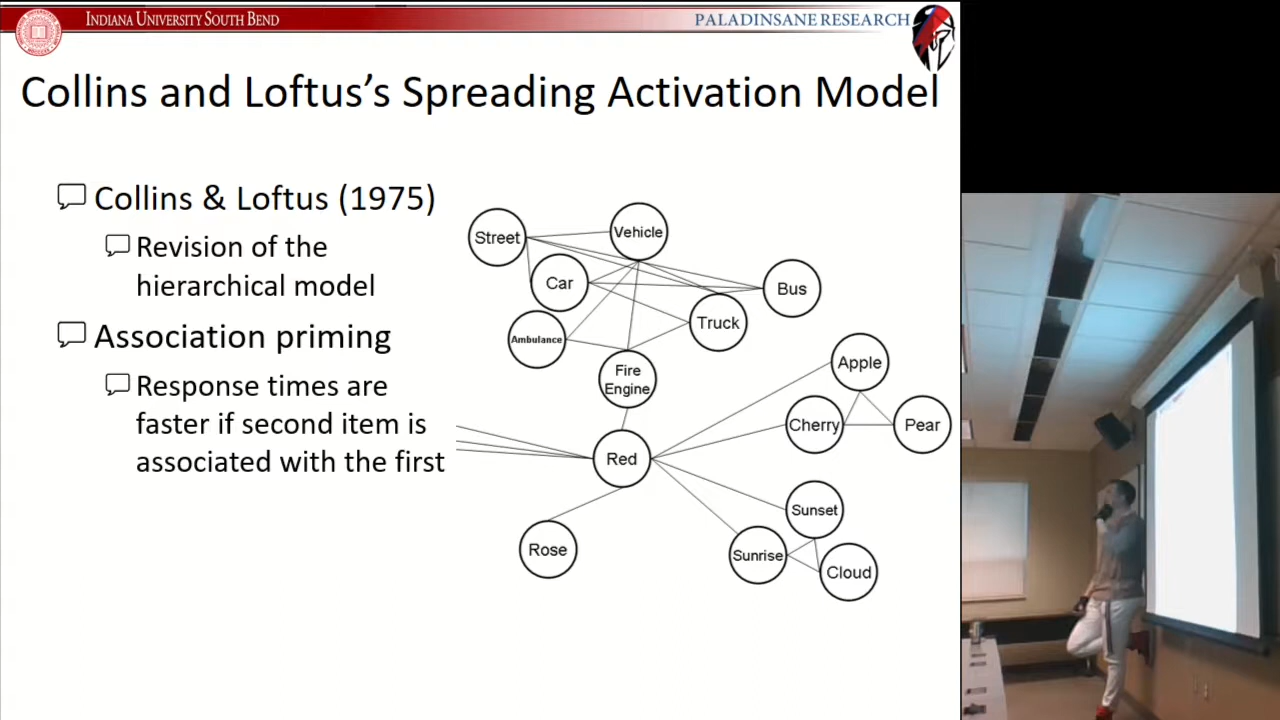 INDIANA UNIVERSITY SOUTH BEND
PALADINSANE RESEARCH
Collins and Loftus's Spreading Activation Model
Collins & Loftus (1975)
Revision of the
hierarchical model
Association priming
Response times are
faster if second item is
associated with the first
Street
Vehicle
Car
Bus
Ambulance
Truck
Fire
Engine
Apple
Cherry
Pear
Red
Sunset
Rose
Sunrise
Cloud